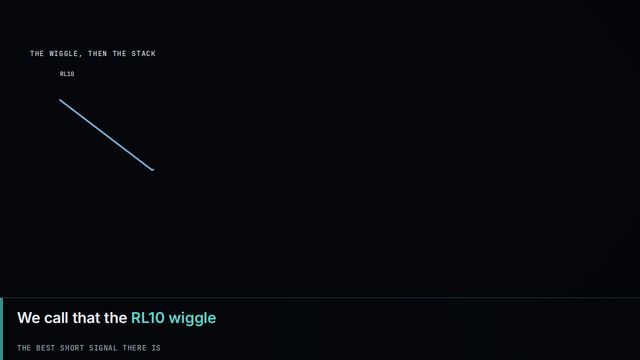 THE WIGGLE, THEN THE STACK
RL10
We call that the RL10 wiggle
THE BEST SHORT SIGNAL THERE IS